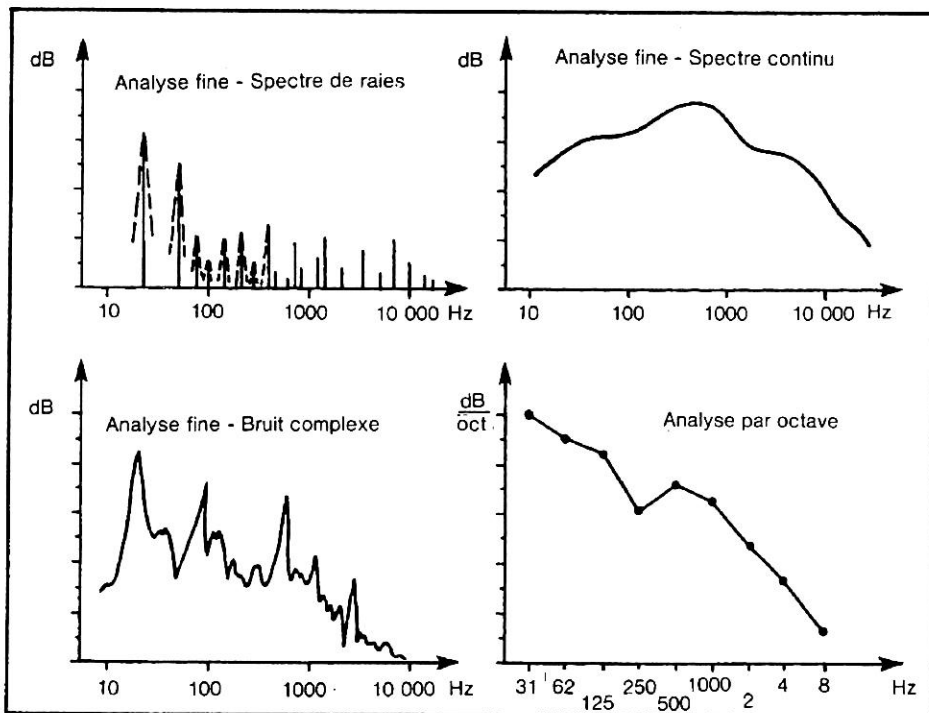 dB
Analyse fine - Spectre de raies
10 100 1000 10 000 Hz
dB
Analyse fine - Spectre continu
10 100 1000 10 000 Hz
dB
Analyse fine - Bruit complexe
10 100 1000 10 000 Hz
dB
oct
Analyse par octave
31 62 125 250 500 1000 2 4 8 Hz